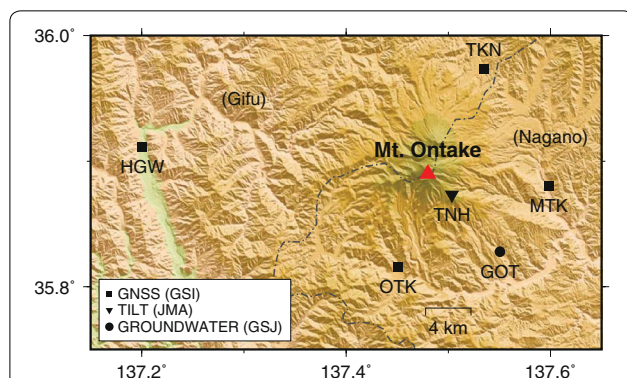 36.0˚
TKN
(Gifu)
(Nagano)
HGW
Mt. Ontake
MTK
TNH
GOT
OTK
35.8˚
GNSS (GSI)
TILT (JMA)
GROUNDWATER (GSJ)
4 km
137.2˚
137.4˚
137.6˚